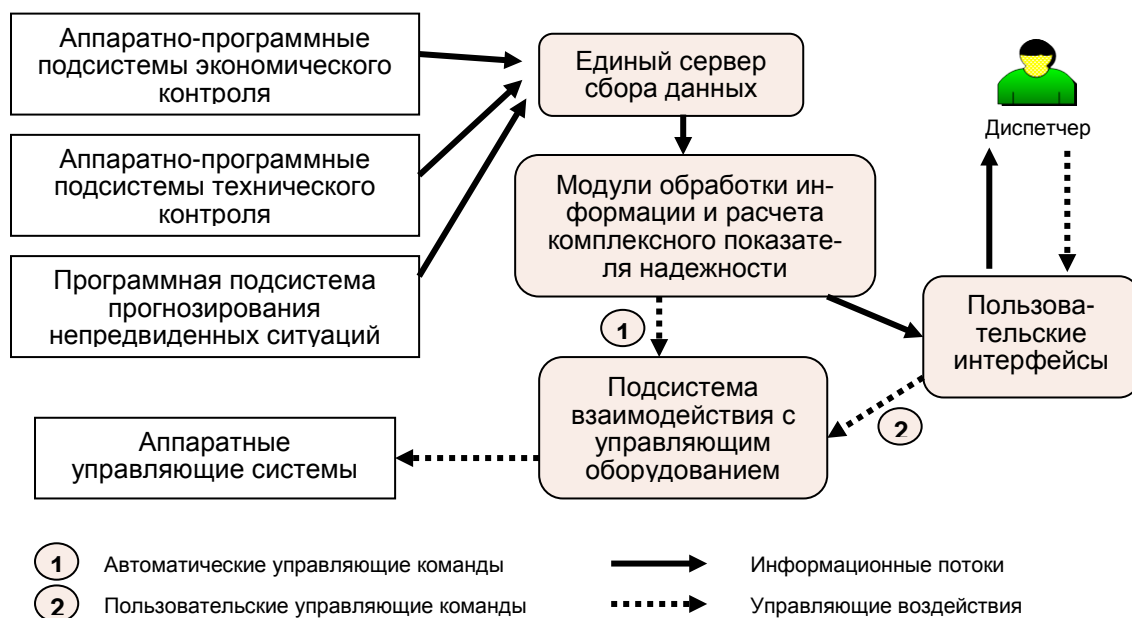 Аппаратно-программные
подсистемы экономического
контроля
Единый сервер
сбора данных
Диспетчер
Аппаратно-программные
подсистемы технического
контроля
Модули обработки ин-
формации и расчета
комплексного показате-
ля надежности
Программная подсистема
прогнозирования
непредвиденных ситуаций
1
Пользова-
тельские
интерфейсы
Подсистема
взаимодействия с
управляющим
оборудованием
2
Аппаратные
управляющие системы
1 Автоматические управляющие команды
Информационные потоки
2 Пользовательские управляющие команды
Управляющие воздействия